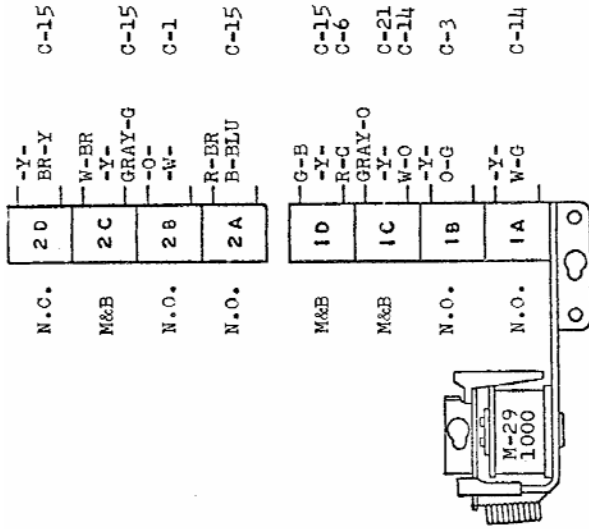 -Y-
N.C. 2D BR-Y C-15
W-BR
M&B 2C -Y-
GRAY-G C-15
-O-
N.O. 2B -W- C-1
R-BR
N.O. 2A B-BLU C-15
G-B
M&B 1D -Y- C-15
R-C C-6
GRAY-O
M&B 1C -Y- C-21
W-O C-14
-Y-
N.O. 1B O-G C-3
-Y-
N.O. 1A W-G C-14
M-29
1000